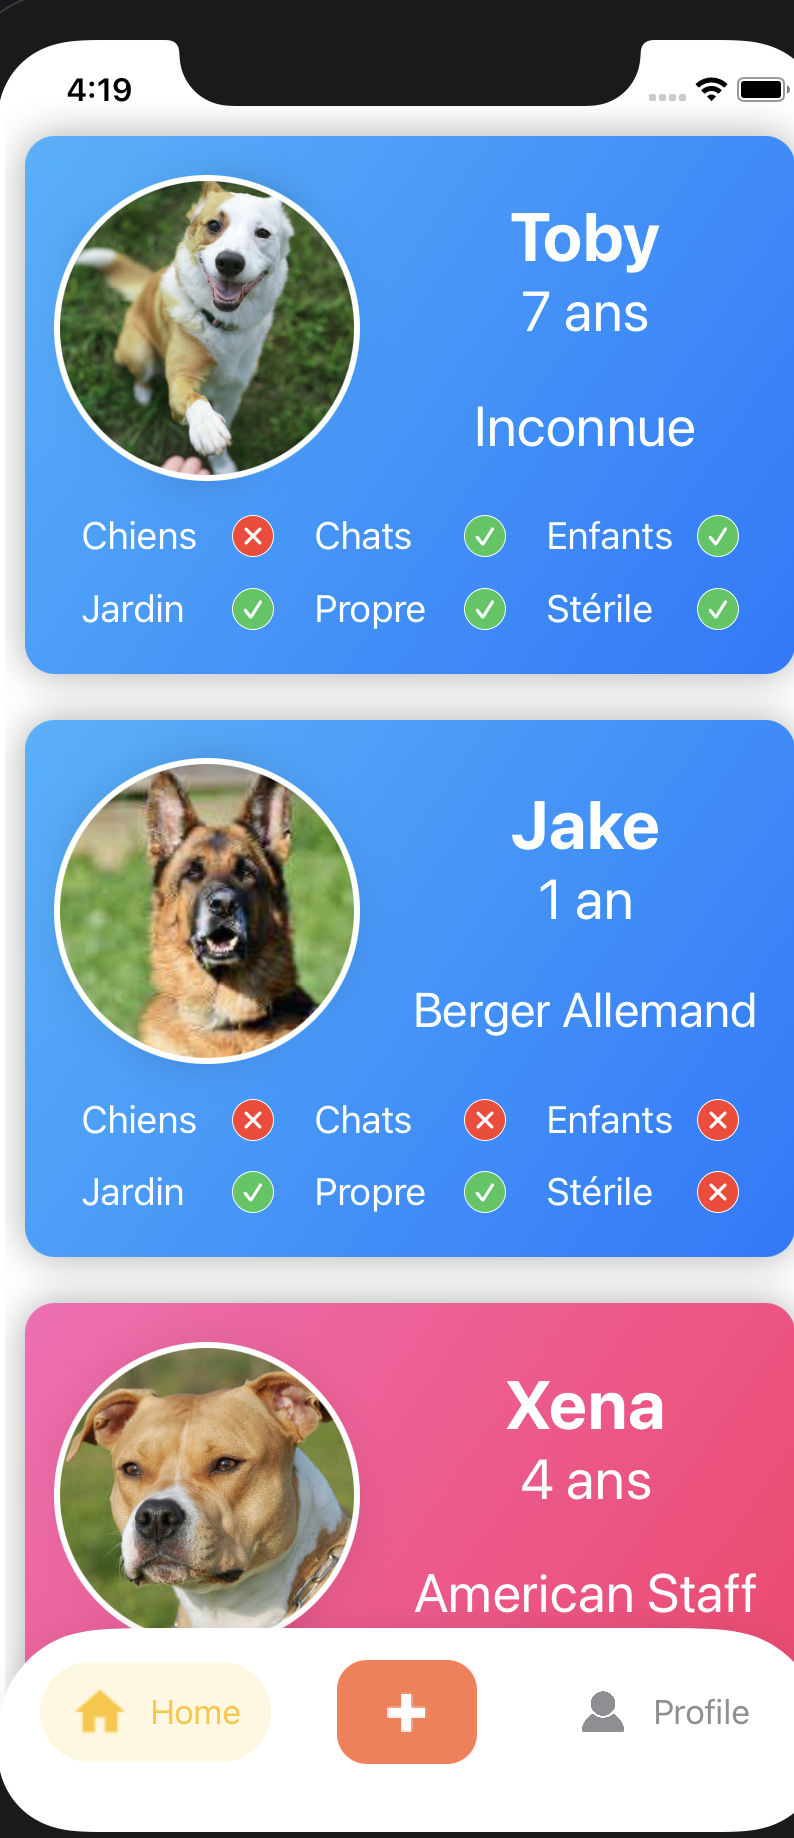 4:19
Toby
7 ans
Inconnue
Chiens Chats Enfants
Jardin Propre Stérile
Jake
1 an
Berger Allemand
Chiens Chats Enfants
Jardin Propre Stérile
Xena
4 ans
American Staff
Home Profile